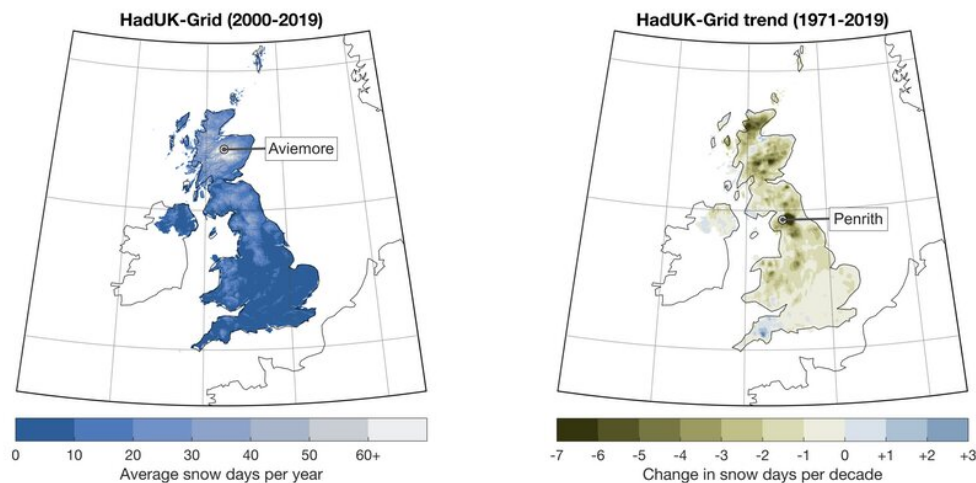 HadUK-Grid (2000-2019)
Aviemore
0 10 20 30 40 50 60+
Average snow days per year
HadUK-Grid trend (1971-2019)
Penrith
-7 -6 -5 -4 -3 -2 -1 0 +1 +2 +3
Change in snow days per decade